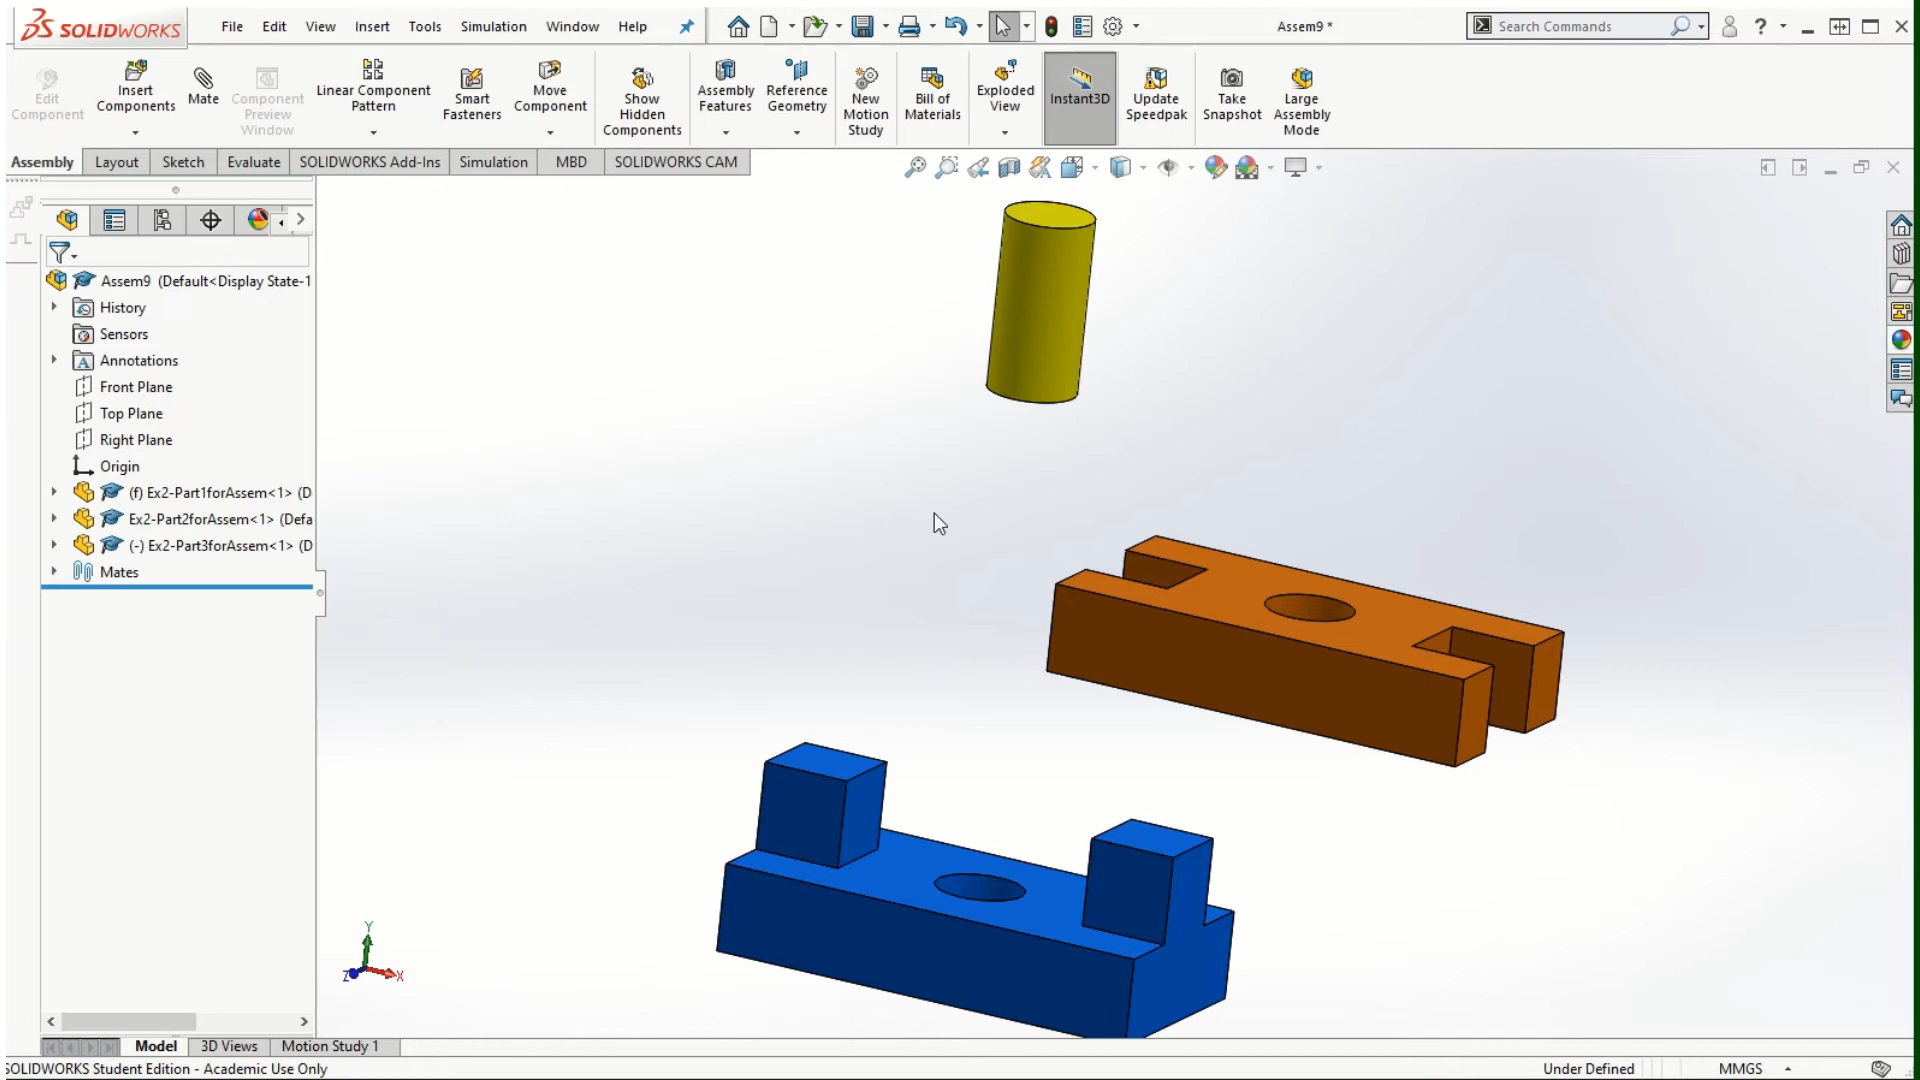 SOLIDWORKS File Edit View Insert Tools Simulation Window Help Assem9 * Search Commands ?
Edit Component
Insert Components
Mate
Component Preview Window
Linear Component Pattern
Smart Fasteners
Move Component
Show Hidden Components
Assembly Features
Reference Geometry
New Motion Study
Bill of Materials
Exploded View
Instant3D
Update Speedpak
Take Snapshot
Large Assembly Mode
Assembly Layout Sketch Evaluate SOLIDWORKS Add-Ins Simulation MBD SOLIDWORKS CAM
Assem9 (Default<Display State-1
History
Sensors
A Annotations
Front Plane
Top Plane
Right Plane
Origin
(f) Ex2-Part1forAssem<1> (D
Ex2-Part2forAssem<1> (Defa
(-) Ex2-Part3forAssem<1> (D
Mates
Y
Z X
Model 3D Views Motion Study 1
SOLIDWORKS Student Edition - Academic Use Only Under Defined MMGS